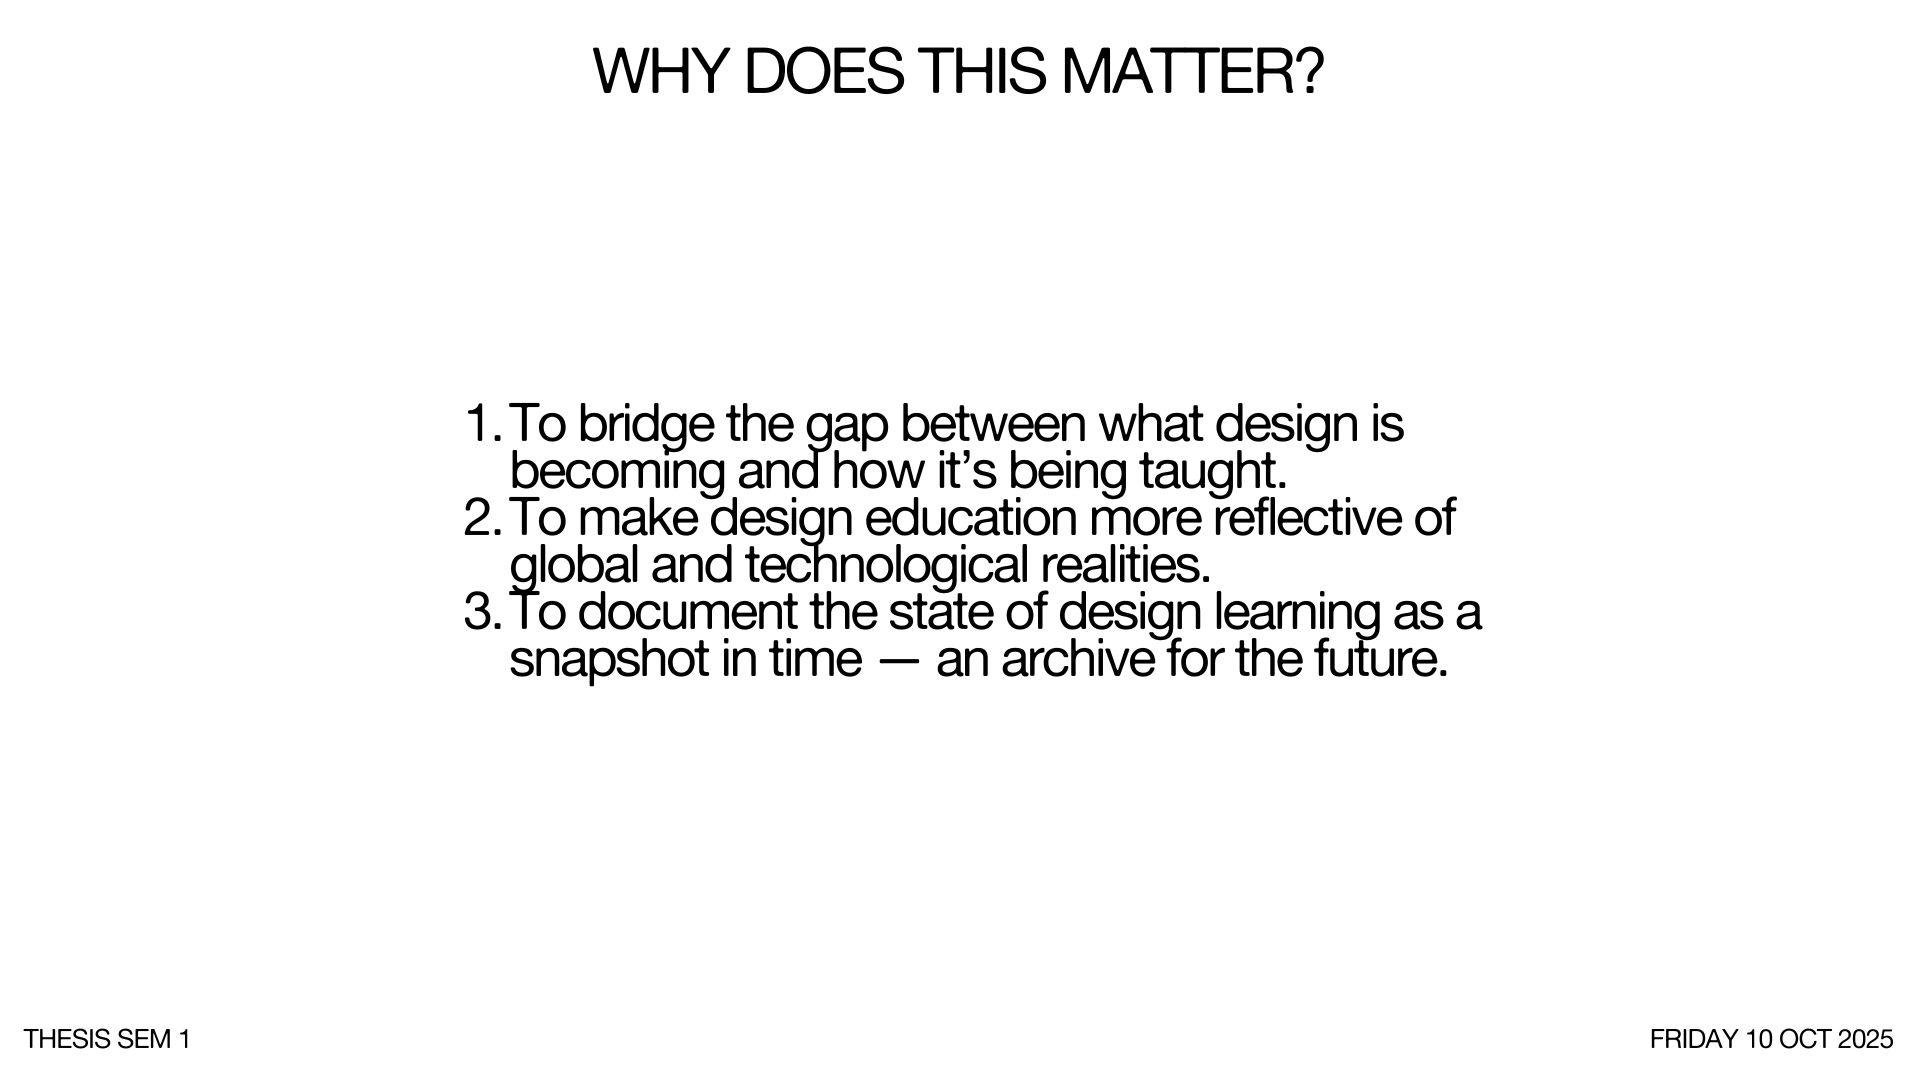 WHY DOES THIS MATTER?
1. To bridge the gap between what design is
becoming and how it’s being taught.
2. To make design education more reflective of
global and technological realities.
3. To document the state of design learning as a
snapshot in time — an archive for the future.
THESIS SEM 1
FRIDAY 10 OCT 2025